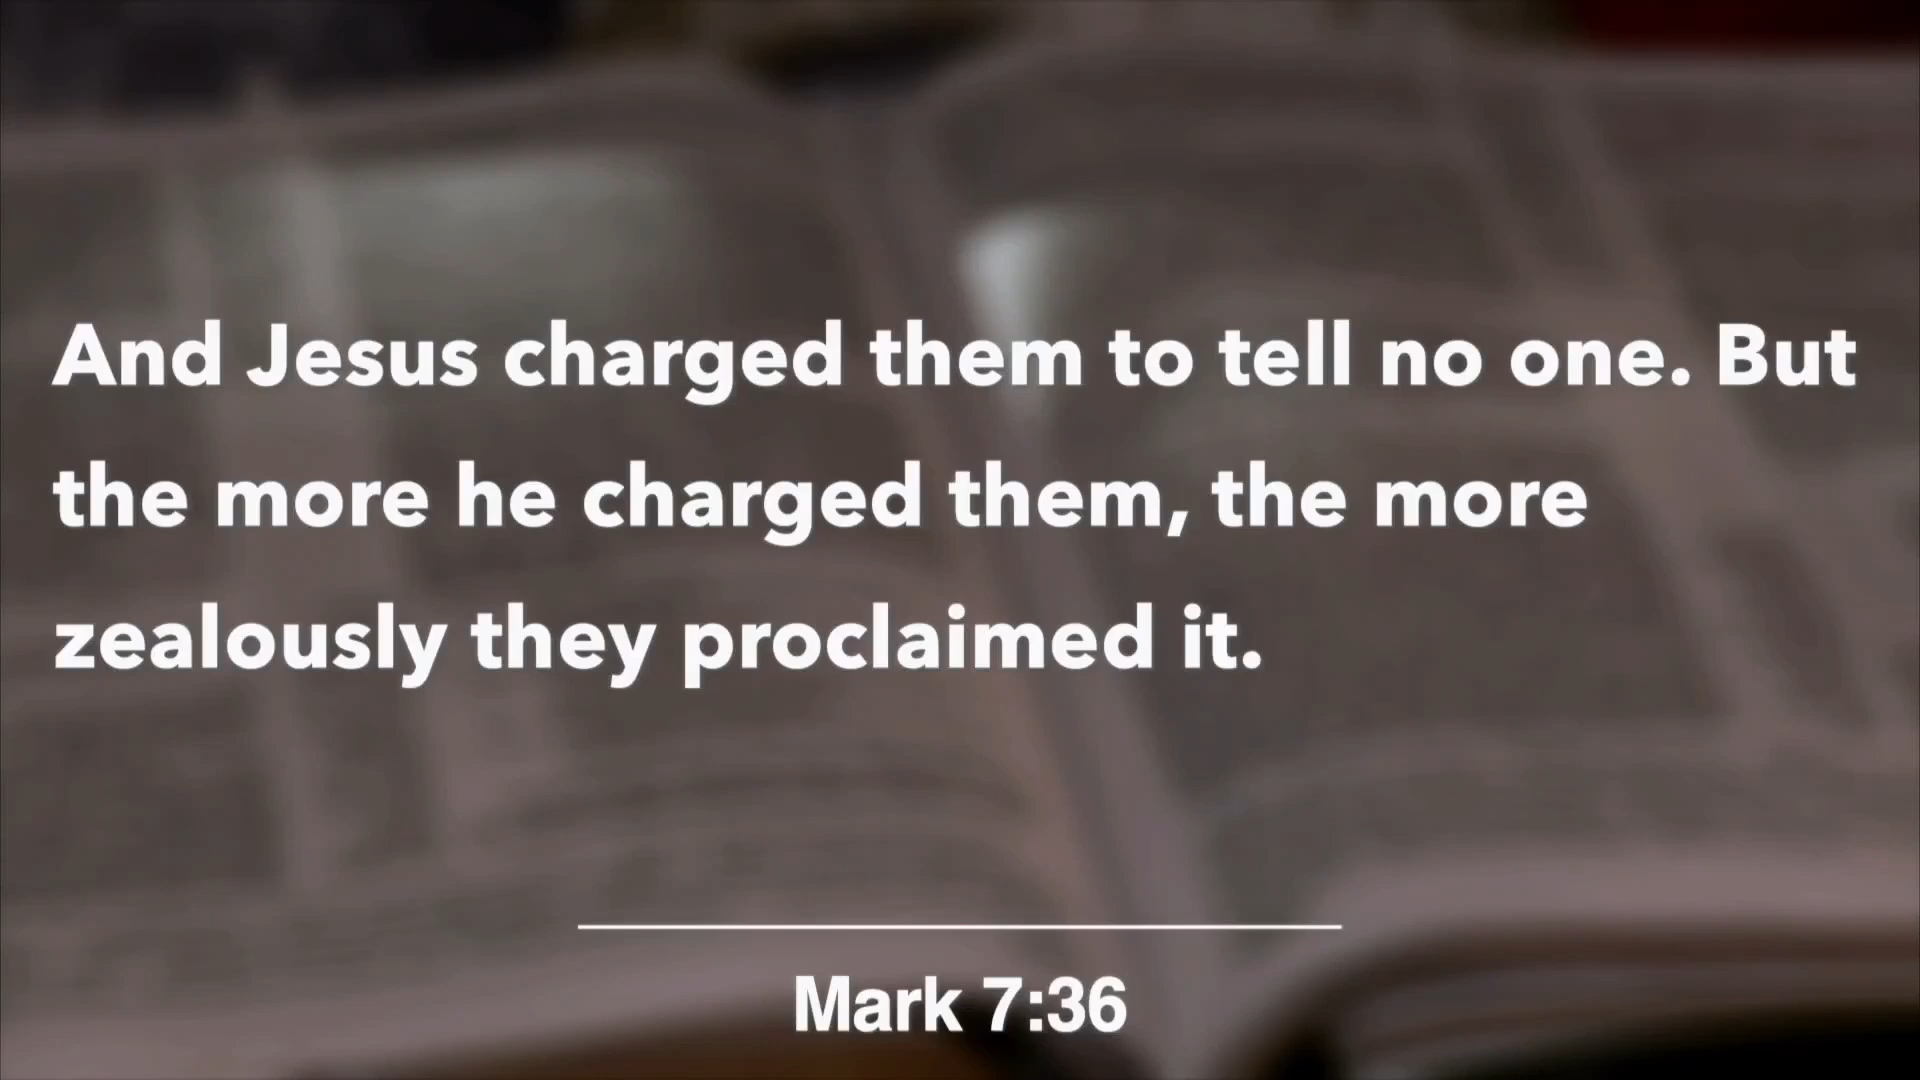 And Jesus charged them to tell no one. But
the more he charged them, the more
zealously they proclaimed it.
Mark 7:36